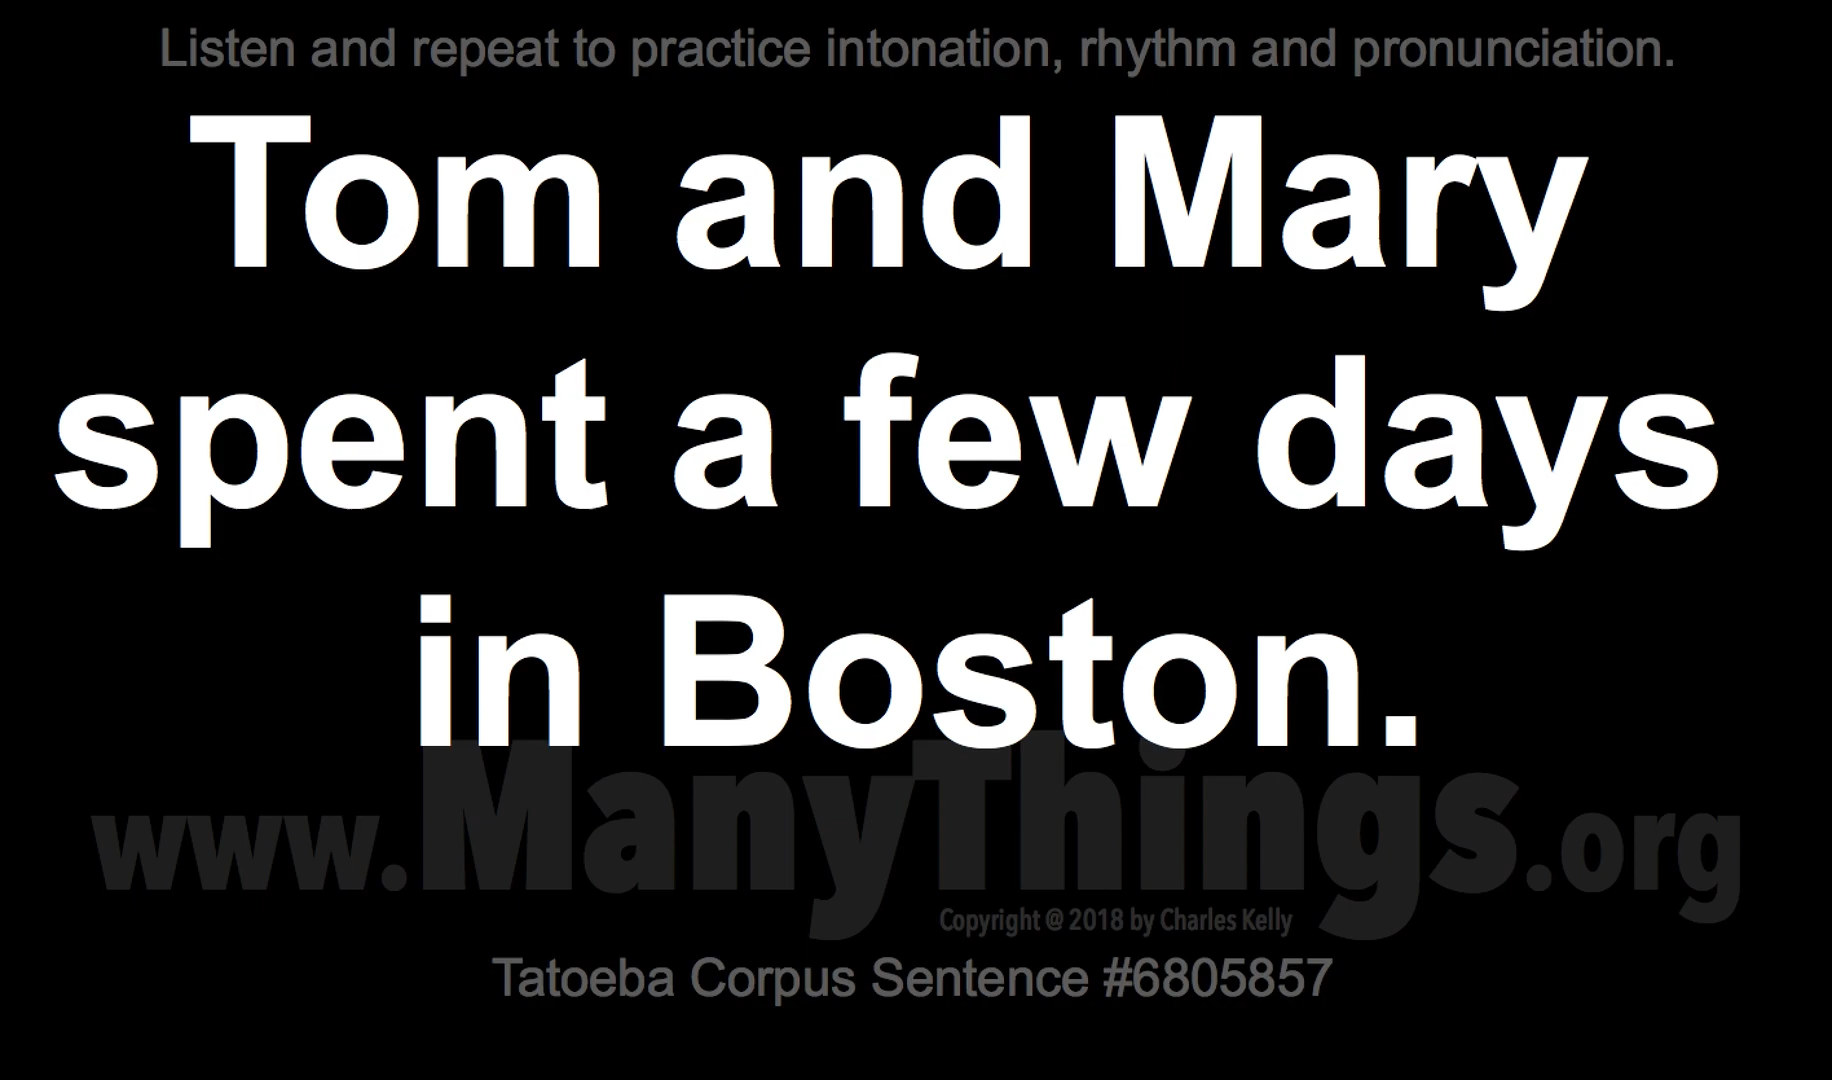 Listen and repeat to practice intonation, rhythm and pronunciation.
Tom and Mary
spent a few days
in Boston.
www.ManyThings.org
Copyright @ 2018 by Charles Kelly
Tatoeba Corpus Sentence #6805857